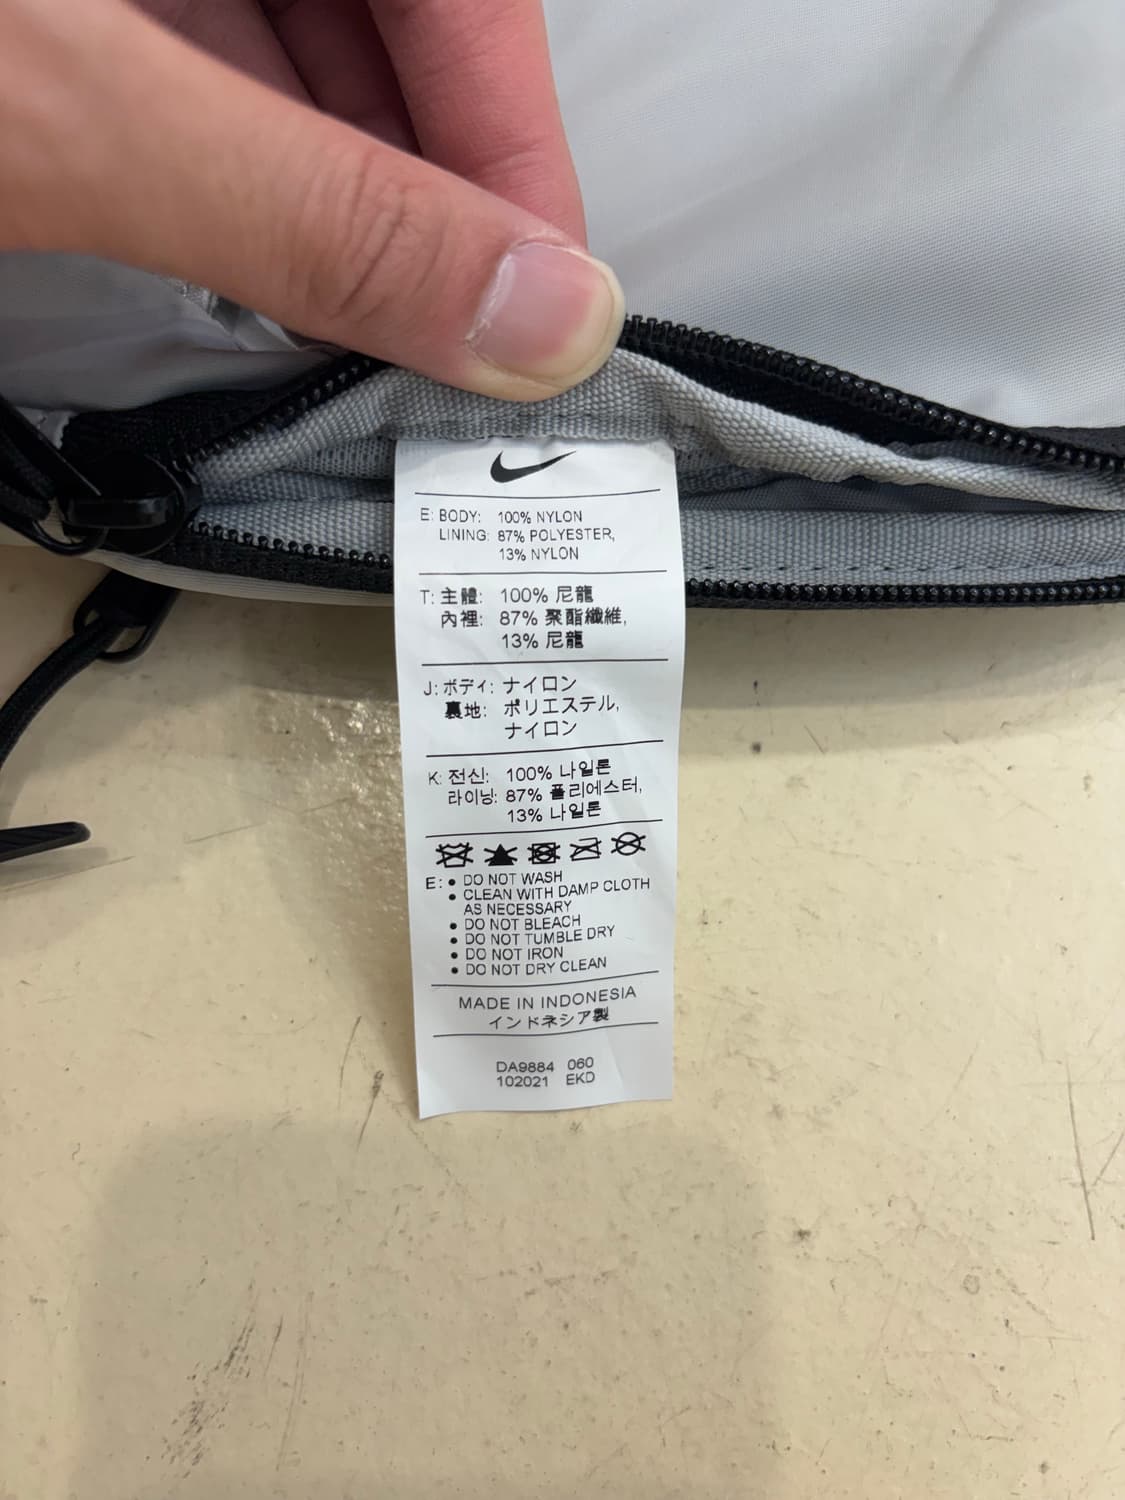 E: BODY: 100% NYLON
LINING: 87% POLYESTER,
13% NYLON
T: 主體: 100% 尼龍
內裡: 87% 聚酯纖維,
13% 尼龍
J: ボディ: ナイロン
裏地: ポリエステル,
ナイロン
K: 전신: 100% 나일론
라이닝: 87% 폴리에스터,
13% 나일론
E: • DO NOT WASH
• CLEAN WITH DAMP CLOTH
AS NECESSARY
• DO NOT BLEACH
• DO NOT TUMBLE DRY
• DO NOT IRON
• DO NOT DRY CLEAN
MADE IN INDONESIA
インドネシア製
DA9884 060
102021 EKD